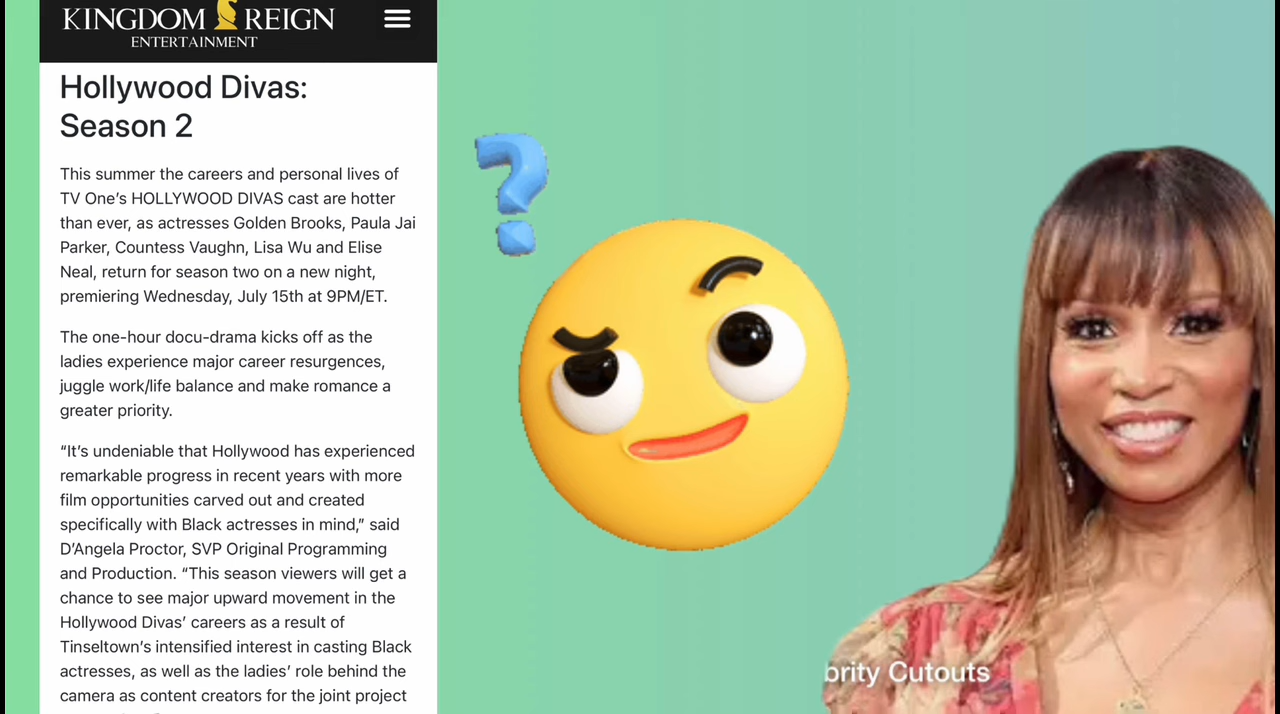 KINGDOM REIGN
ENTERTAINMENT
Hollywood Divas:
Season 2
This summer the careers and personal lives of
TV One’s HOLLYWOOD DIVAS cast are hotter
than ever, as actresses Golden Brooks, Paula Jai
Parker, Countess Vaughn, Lisa Wu and Elise
Neal, return for season two on a new night,
premiering Wednesday, July 15th at 9PM/ET.
The one-hour docu-drama kicks off as the
ladies experience major career resurgences,
juggle work/life balance and make romance a
greater priority.
“It’s undeniable that Hollywood has experienced
remarkable progress in recent years with more
film opportunities carved out and created
specifically with Black actresses in mind,” said
D’Angela Proctor, SVP Original Programming
and Production. “This season viewers will get a
chance to see major upward movement in the
Hollywood Divas’ careers as a result of
Tinseltown’s intensified interest in casting Black
actresses, as well as the ladies’ role behind the
camera as content creators for the joint project
?
brity Cutouts